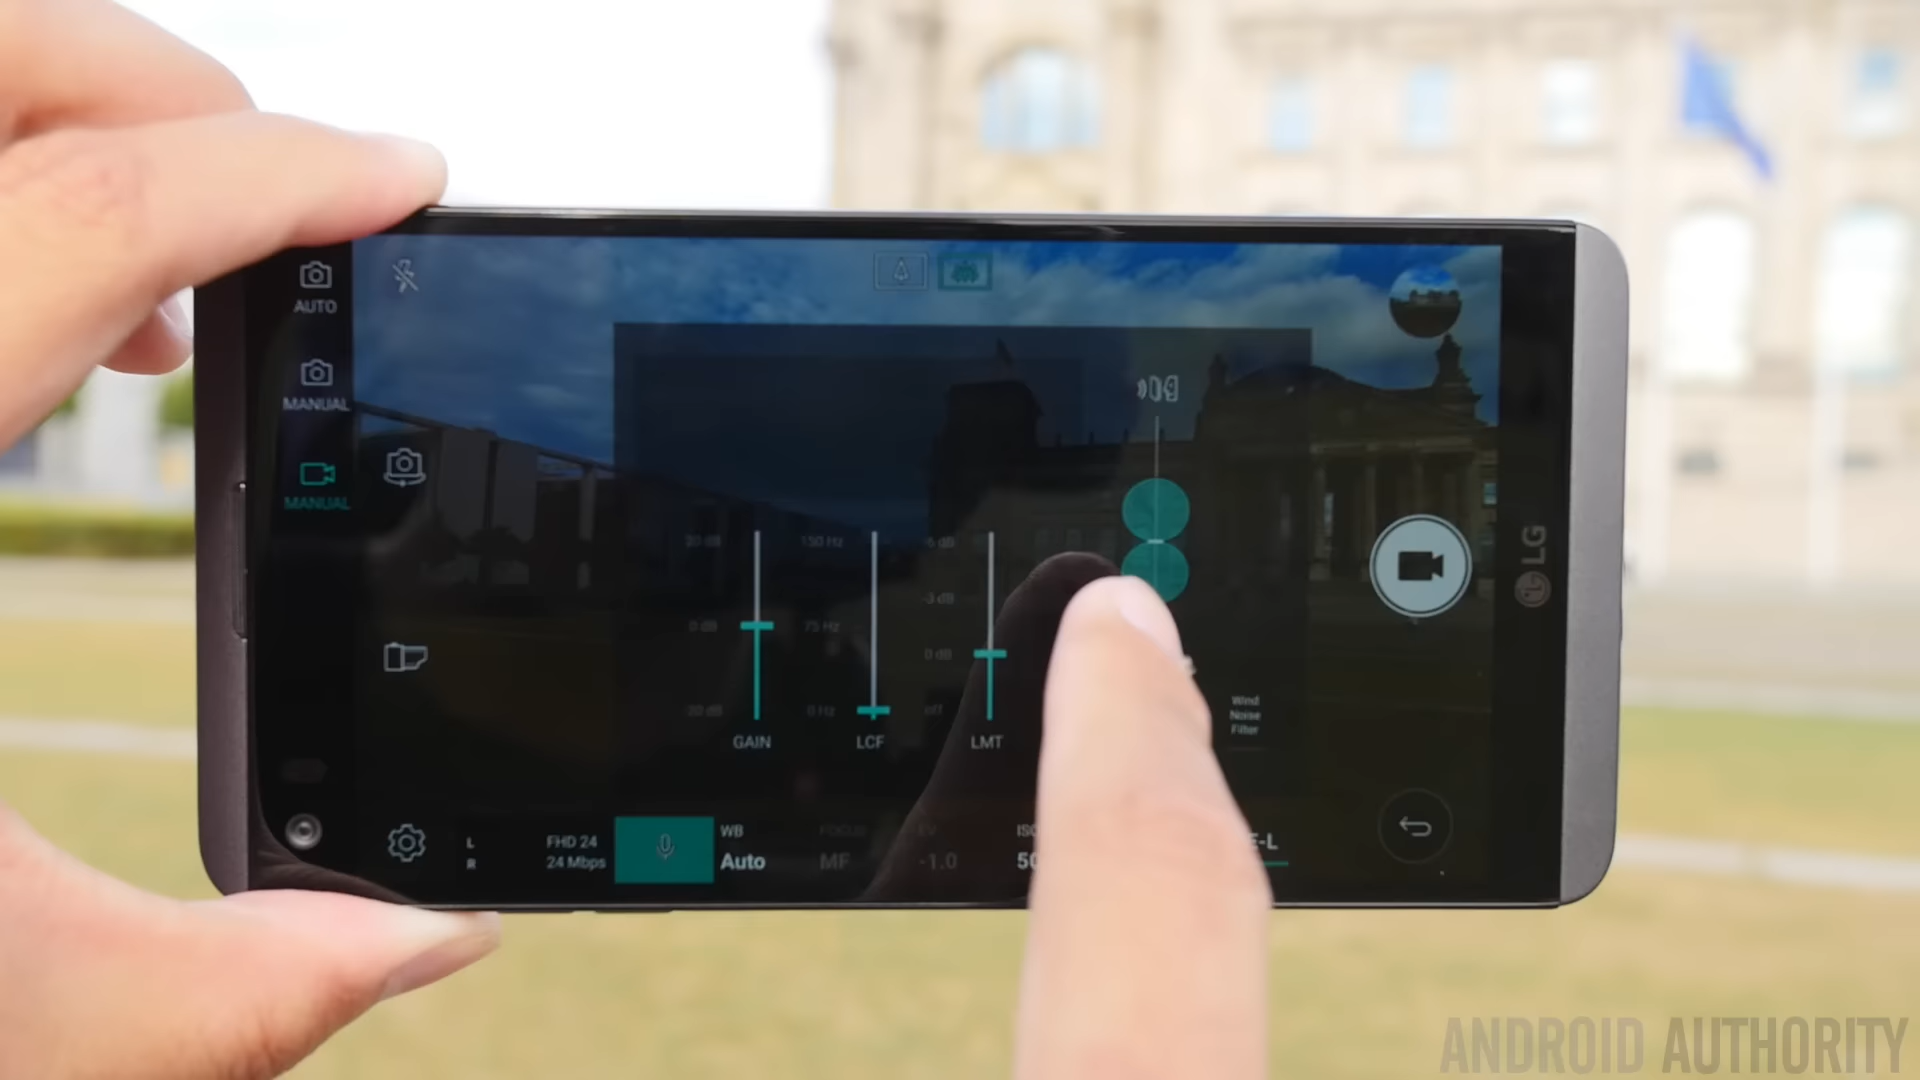 AUTO
MANUAL
MANUAL
20 dB
0 dB
-20 dB
GAIN
150 Hz
75 Hz
0 Hz
LCF
-6 dB
-3 dB
0 dB
off
LMT
Wind
Noise
Filter
L
R
FHD 24
24 Mbps
WB
Auto
FOCUS
MF
EV
-1.0
ISO
50
E-L
LG
ANDROID AUTHORITY